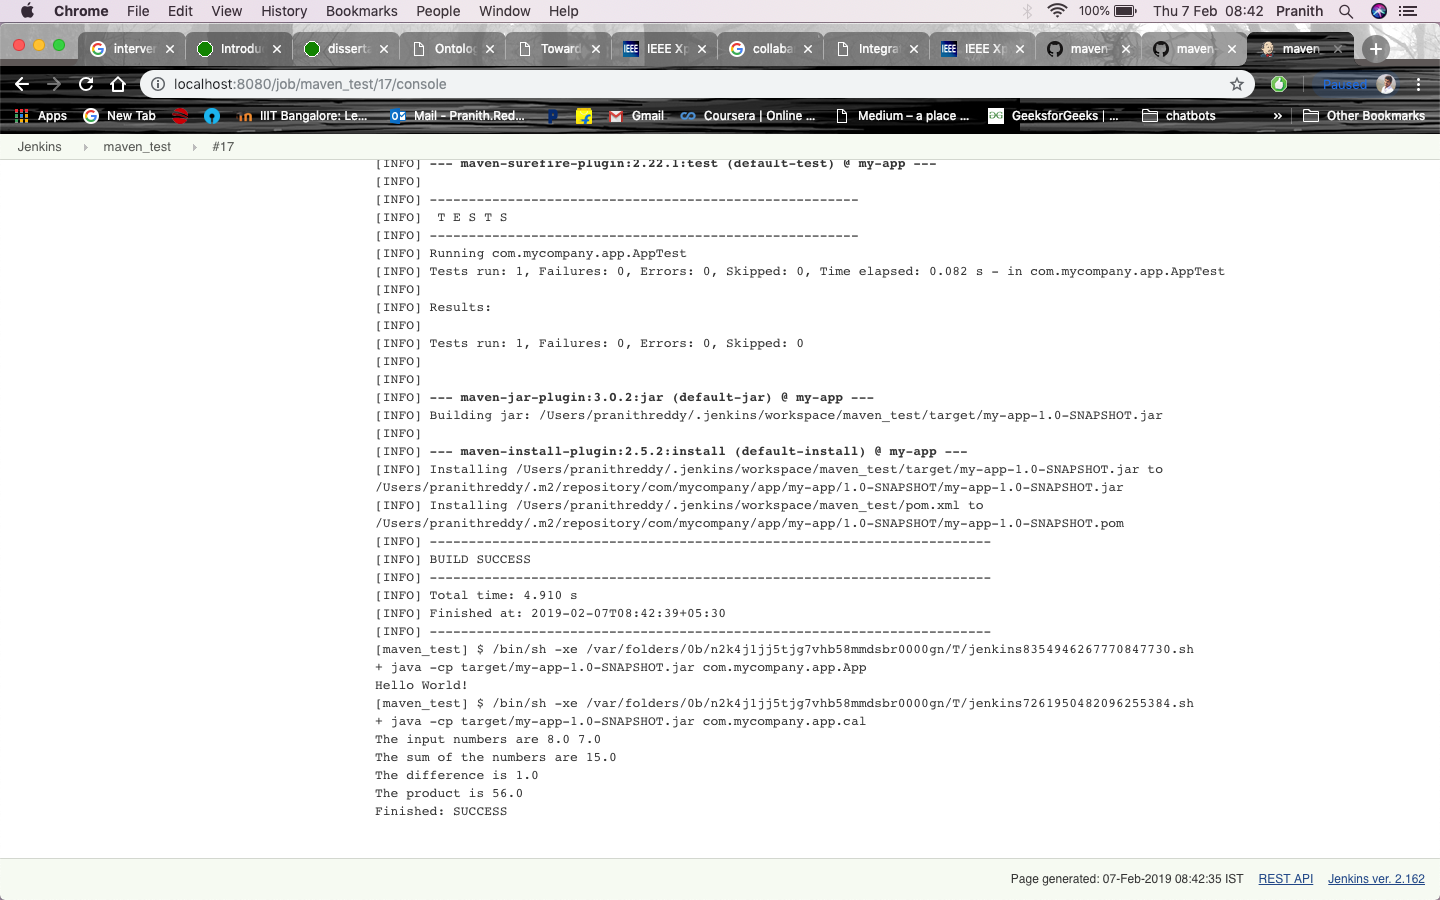 Chrome File Edit View History Bookmarks People Window Help 100% Thu 7 Feb 08:42 Pranith
interver Introdu disserta Ontolog Toward IEEE Xp collabo Integrat IEEE Xp maven maven maven
localhost:8080/job/maven_test/17/console Paused
Apps New Tab IIIT Bangalore: Le... Mail - Pranith.Red... Gmail Coursera | Online ... Medium – a place ... GeeksforGeeks | ... chatbots » Other Bookmarks
Jenkins maven_test #17
[INFO] --- maven-surefire-plugin:2.22.1:test (default-test) @ my-app ---
[INFO]
[INFO] -------------------------------------------------------
[INFO]  T E S T S
[INFO] -------------------------------------------------------
[INFO] Running com.mycompany.app.AppTest
[INFO] Tests run: 1, Failures: 0, Errors: 0, Skipped: 0, Time elapsed: 0.082 s - in com.mycompany.app.AppTest
[INFO]
[INFO] Results:
[INFO]
[INFO] Tests run: 1, Failures: 0, Errors: 0, Skipped: 0
[INFO]
[INFO]
[INFO] --- maven-jar-plugin:3.0.2:jar (default-jar) @ my-app ---
[INFO] Building jar: /Users/pranithreddy/.jenkins/workspace/maven_test/target/my-app-1.0-SNAPSHOT.jar
[INFO]
[INFO] --- maven-install-plugin:2.5.2:install (default-install) @ my-app ---
[INFO] Installing /Users/pranithreddy/.jenkins/workspace/maven_test/target/my-app-1.0-SNAPSHOT.jar to
/Users/pranithreddy/.m2/repository/com/mycompany/app/my-app/1.0-SNAPSHOT/my-app-1.0-SNAPSHOT.jar
[INFO] Installing /Users/pranithreddy/.jenkins/workspace/maven_test/pom.xml to
/Users/pranithreddy/.m2/repository/com/mycompany/app/my-app/1.0-SNAPSHOT/my-app-1.0-SNAPSHOT.pom
[INFO] ------------------------------------------------------------------------
[INFO] BUILD SUCCESS
[INFO] ------------------------------------------------------------------------
[INFO] Total time: 4.910 s
[INFO] Finished at: 2019-02-07T08:42:39+05:30
[INFO] ------------------------------------------------------------------------
[maven_test] $ /bin/sh -xe /var/folders/0b/n2k4j1jj5tjg7vhb58mmdsbr0000gn/T/jenkins8354946267770847730.sh
+ java -cp target/my-app-1.0-SNAPSHOT.jar com.mycompany.app.App
Hello World!
[maven_test] $ /bin/sh -xe /var/folders/0b/n2k4j1jj5tjg7vhb58mmdsbr0000gn/T/jenkins7261950482096255384.sh
+ java -cp target/my-app-1.0-SNAPSHOT.jar com.mycompany.app.cal
The input numbers are 8.0 7.0
The sum of the numbers are 15.0
The difference is 1.0
The product is 56.0
Finished: SUCCESS
Page generated: 07-Feb-2019 08:42:35 IST REST API Jenkins ver. 2.162